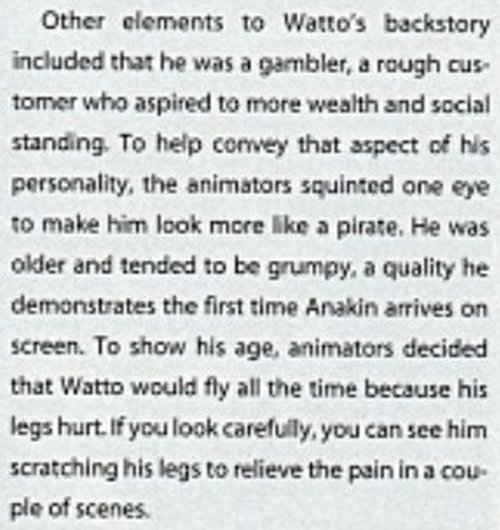 Other elements to Watto's backstory
included that he was a gambler, a rough cus-
tomer who aspired to more wealth and social
standing. To help convey that aspect of his
personality, the animators squinted one eye
to make him look more like a pirate. He was
older and tended to be grumpy, a quality he
demonstrates the first time Anakin arrives on
screen. To show his age, animators decided
that Watto would fly all the time because his
legs hurt. If you look carefully, you can see him
scratching his legs to relieve the pain in a cou-
ple of scenes.